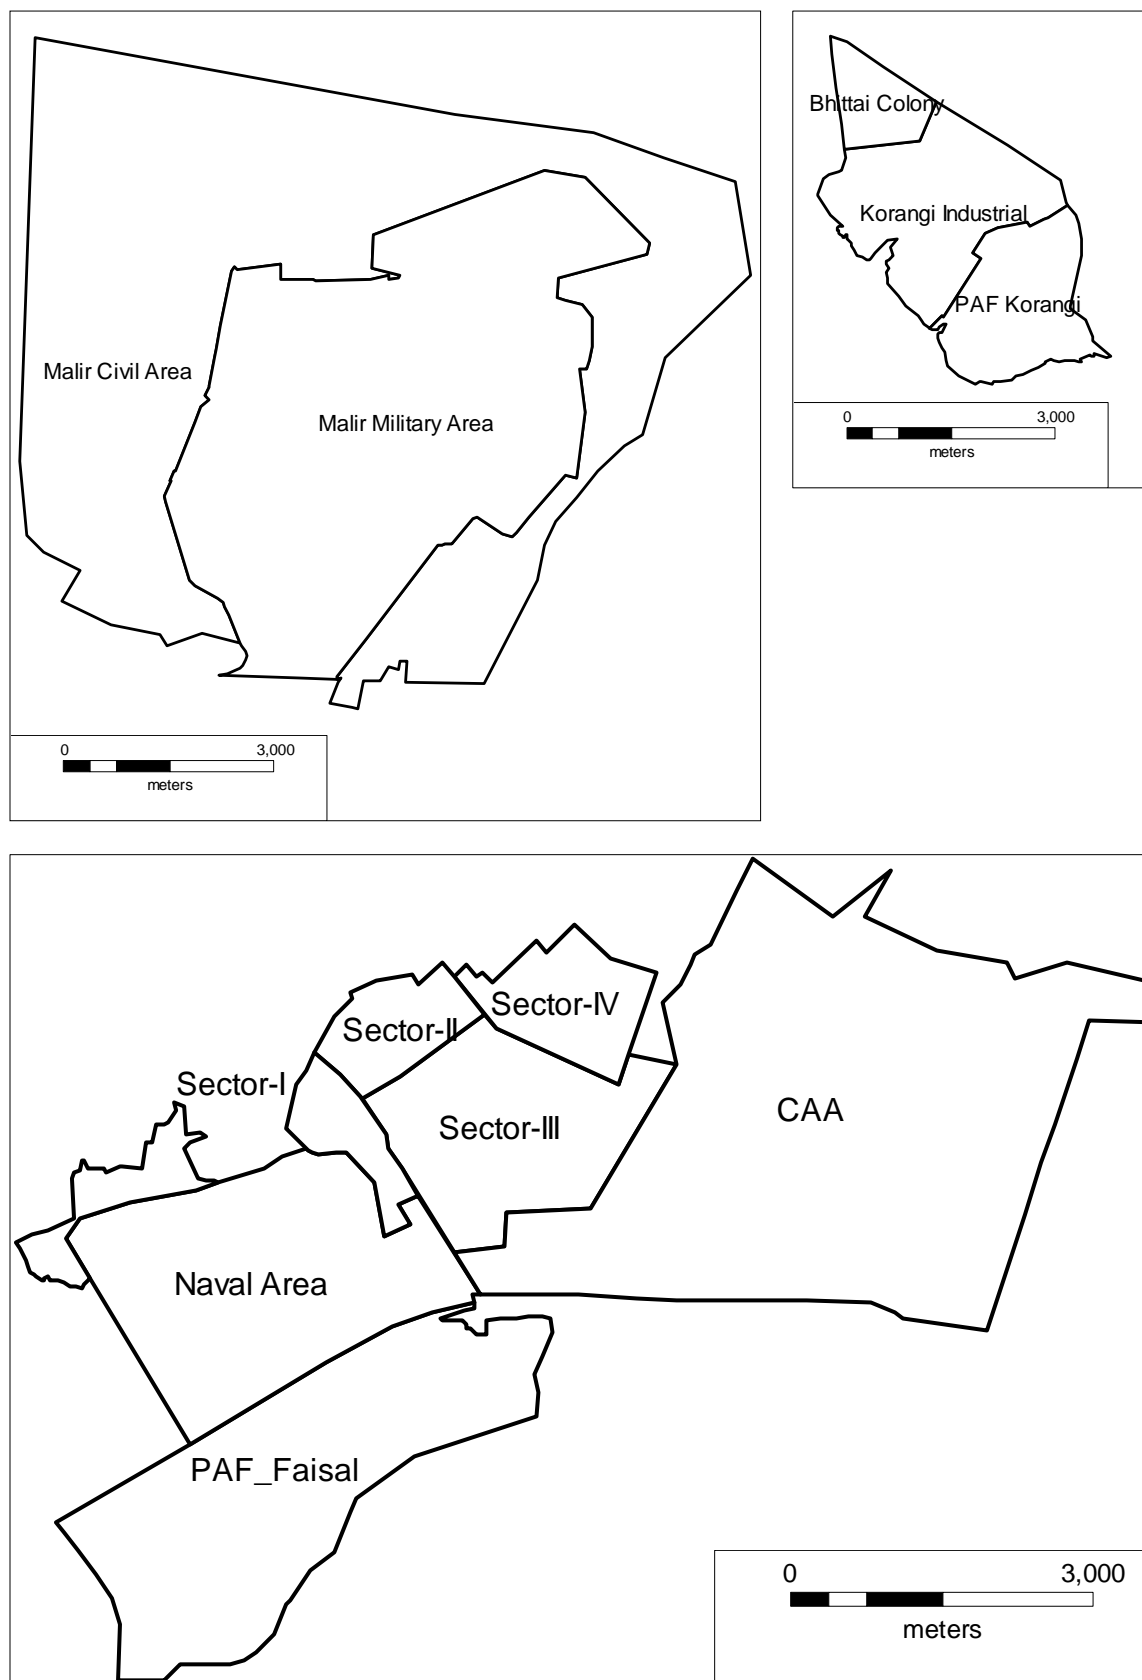 Malir Civil Area
Malir Military Area
0 3,000
meters
Bhittai Colony
Korangi Industrial
PAF Korangi
0 3,000
meters
Sector-IV
Sector-II
Sector-I
Sector-III
CAA
Naval Area
PAF_Faisal
0 3,000
meters